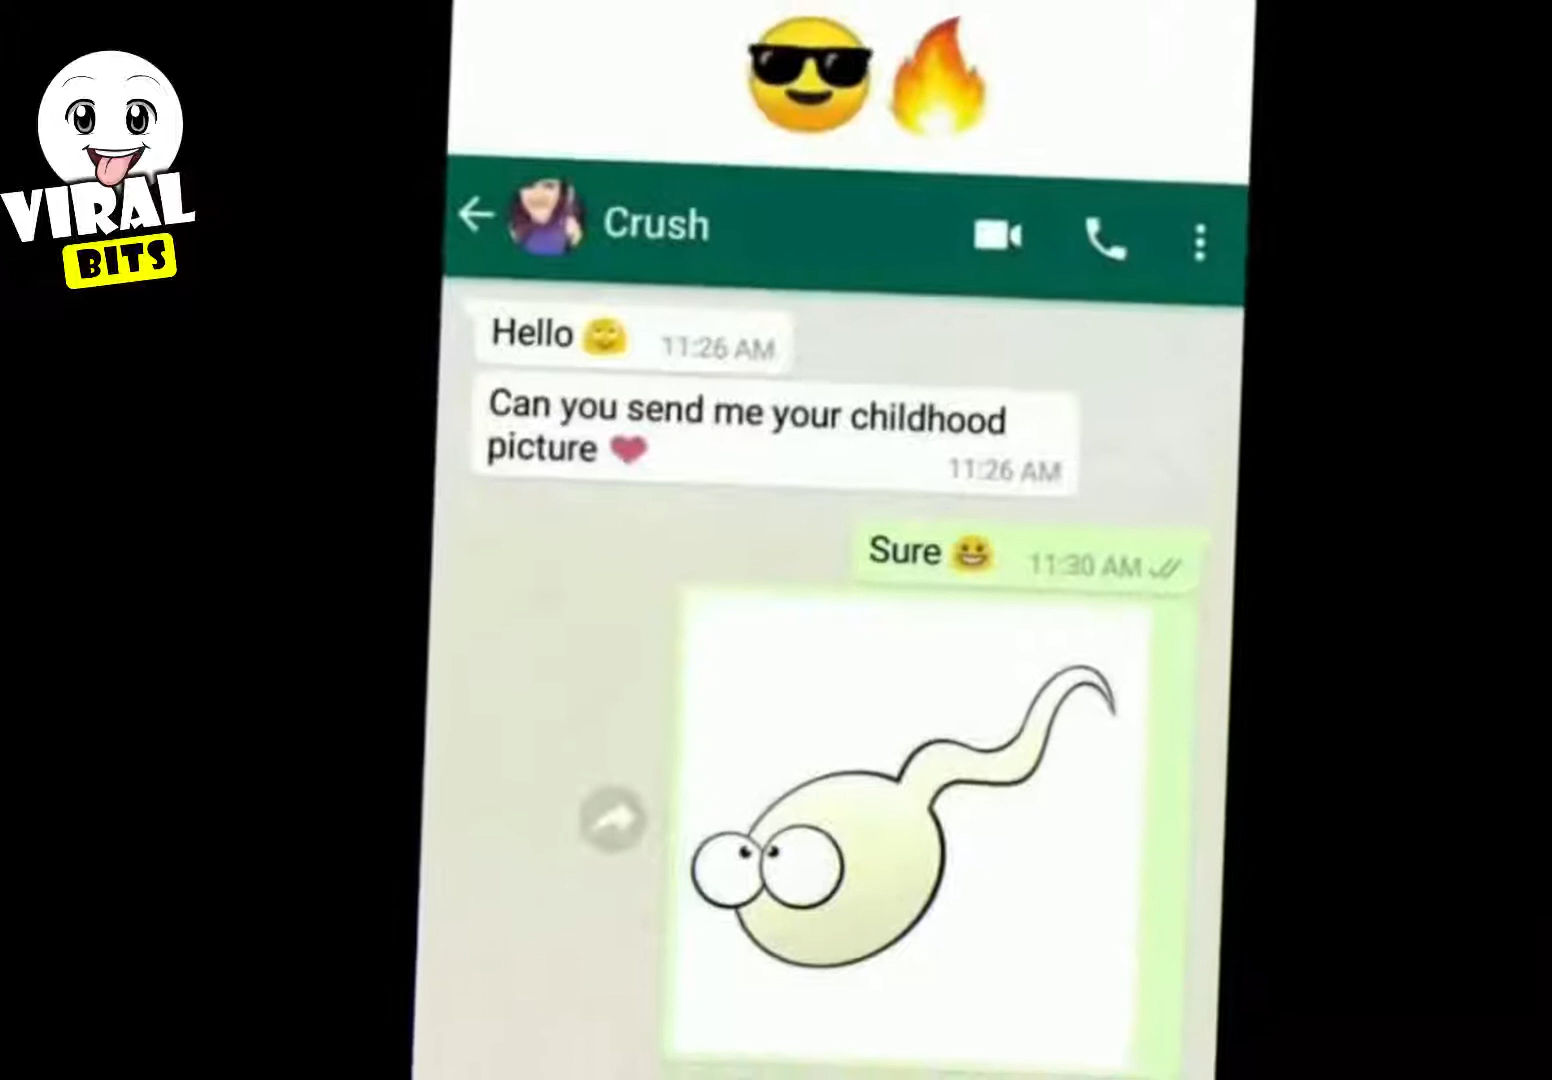 VIRAL
BITS
Crush
Hello 🤗 11:26 AM
Can you send me your childhood
picture ❤
11:26 AM
Sure 😀 11:30 AM